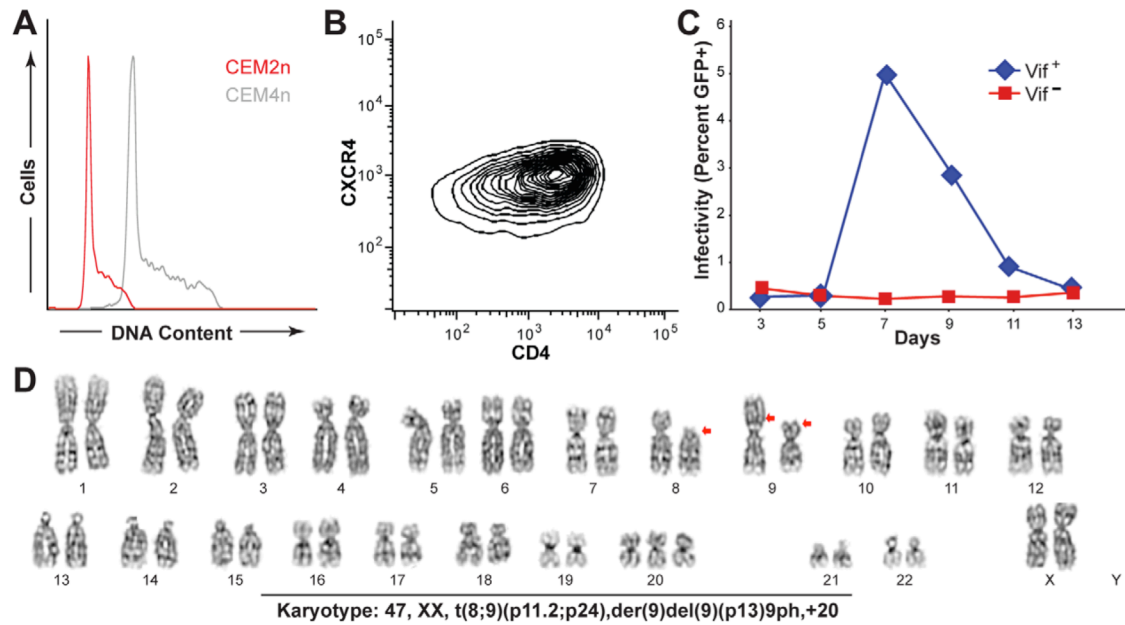 A
CEM2n
CEM4n
Cells
DNA Content
B
10^5
10^4
10^3
10^2
CXCR4
10^2 10^3 10^4 10^5
CD4
C
6
5
4
3
2
1
0
Infectivity (Percent GFP+)
Vif+
Vif−
3 5 7 9 11 13
Days
D
1 2 3 4 5 6 7 8 9 10 11 12
13 14 15 16 17 18 19 20 21 22 X Y
Karyotype: 47, XX, t(8;9)(p11.2;p24),der(9)del(9)(p13)9ph,+20